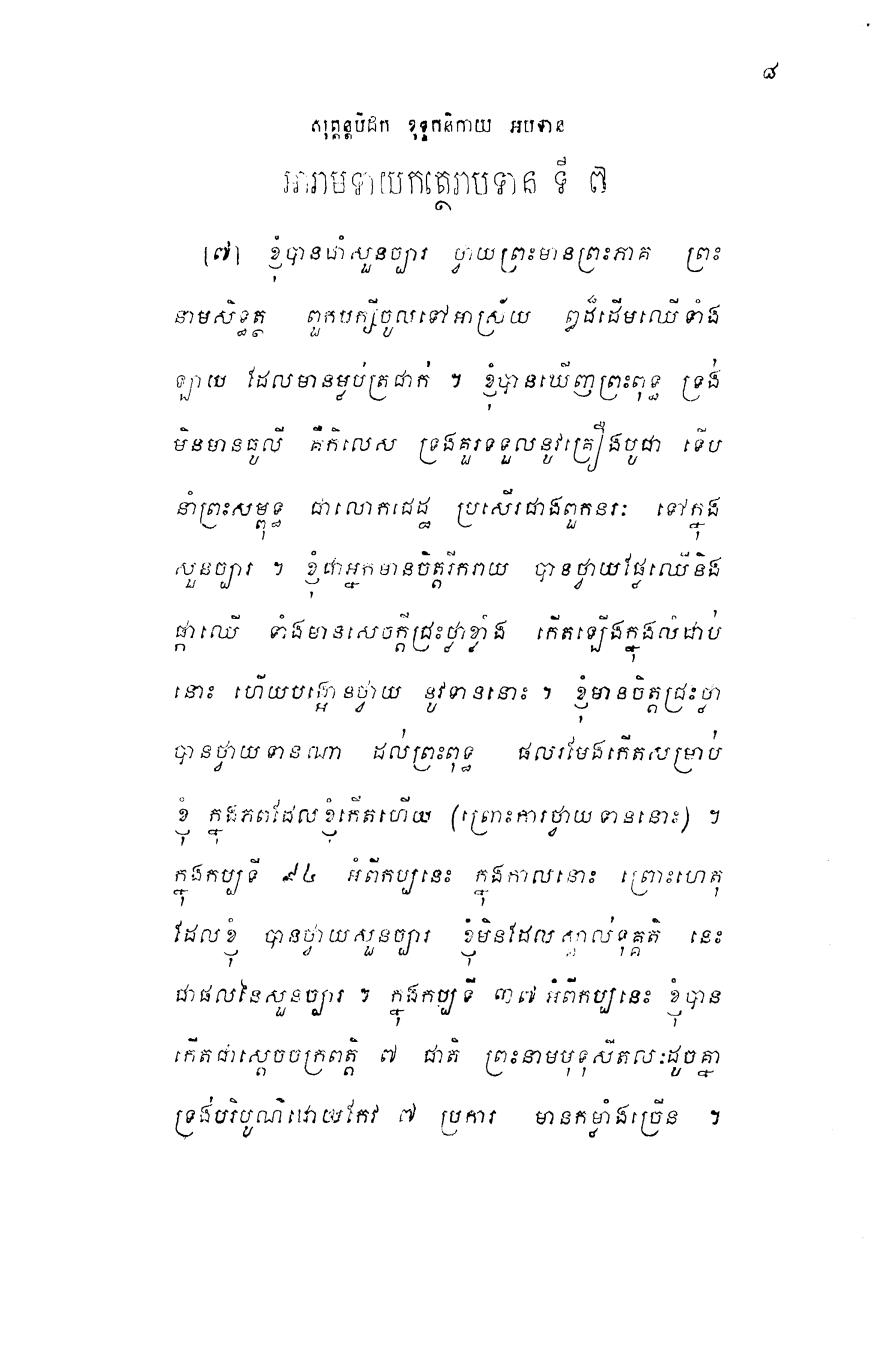 ៨
សុត្តន្តបិដក ខុទ្ទកនិកាយ អបទាន
អារាមទាយកត្ថេរាបទាន ទី ៧
[៧] ខ្ញុំបានដាំសួនច្បារ ថ្វាយព្រះមានព្រះភាគ ព្រះ
នាមសិទ្ធត្ថ ពួកបក្សីចូលទៅអាស្រ័យ ឰដ៏ដើមឈើទាំង
ឡាយ ដែលមានម្លប់ត្រជាក់ ។ ខ្ញុំបានឃើញព្រះពុទ្ធ ទ្រង់
មិនមានធូលី គឺកិលេស ទ្រង់គួរទទួលនូវគ្រឿងបូជា ទើប
នាំព្រះសម្ពុទ្ធ ជាលោកជេដ្ឋ ប្រសើរជាងពួកនរៈ ទៅក្នុង
សួនច្បារ ។ ខ្ញុំជាអ្នកមានចិត្តរីករាយ បានថ្វាយផ្លែឈើនិង
ផ្កាឈើ ទាំងមានសេចក្តីជ្រះថ្លាខ្លាំង កើតឡើងក្នុងលំដាប់
នោះ ហើយបង្អោនថ្វាយ នូវទាននោះ ។ ខ្ញុំមានចិត្តជ្រះថ្លា
បានថ្វាយទានណា ដល់ព្រះពុទ្ធ ផលរមែងកើតសម្រាប់
ខ្ញុំ ក្នុងភពដែលខ្ញុំកើតហើយ (ព្រោះការថ្វាយទាននោះ) ។
ក្នុងកប្បទី ៩៤ អំពីកប្បនេះ ក្នុងកាលនោះ ព្រោះហេតុ
ដែលខ្ញុំ បានថ្វាយសួនច្បារ ខ្ញុំមិនដែលស្គាល់ទុគ្គតិ នេះ
ជាផលនៃសួនច្បារ ។ ក្នុងកប្បទី ៣៧ អំពីកប្បនេះ ខ្ញុំបាន
កើតជាស្តេចចក្រពត្តិ ៧ ជាតិ ព្រះនាមមុទុសីតលៈដូចគ្នា
ទ្រង់បរិបូណ៌ដោយកែវ ៧ ប្រការ មានកម្លាំងច្រើន ។